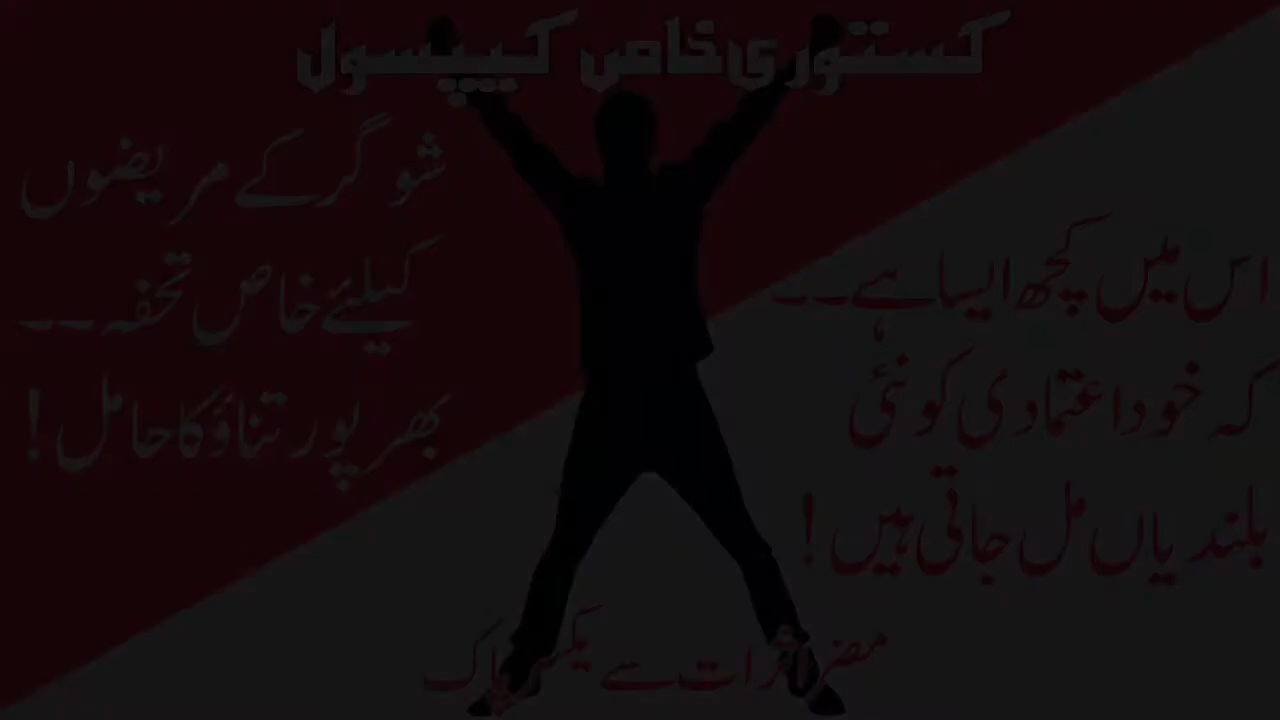 کستوری خاص کیپسول
شوگر کے مریضوں
کیلئے خاص تحفہ۔۔
بھرپور تناؤ کا حامل!
اس میں کچھ ایسا ہے۔۔
کہ خود اعتمادی کو نئی
بلندیاں مل جاتی ہیں!
مضر اثرات سے یکسر پاک